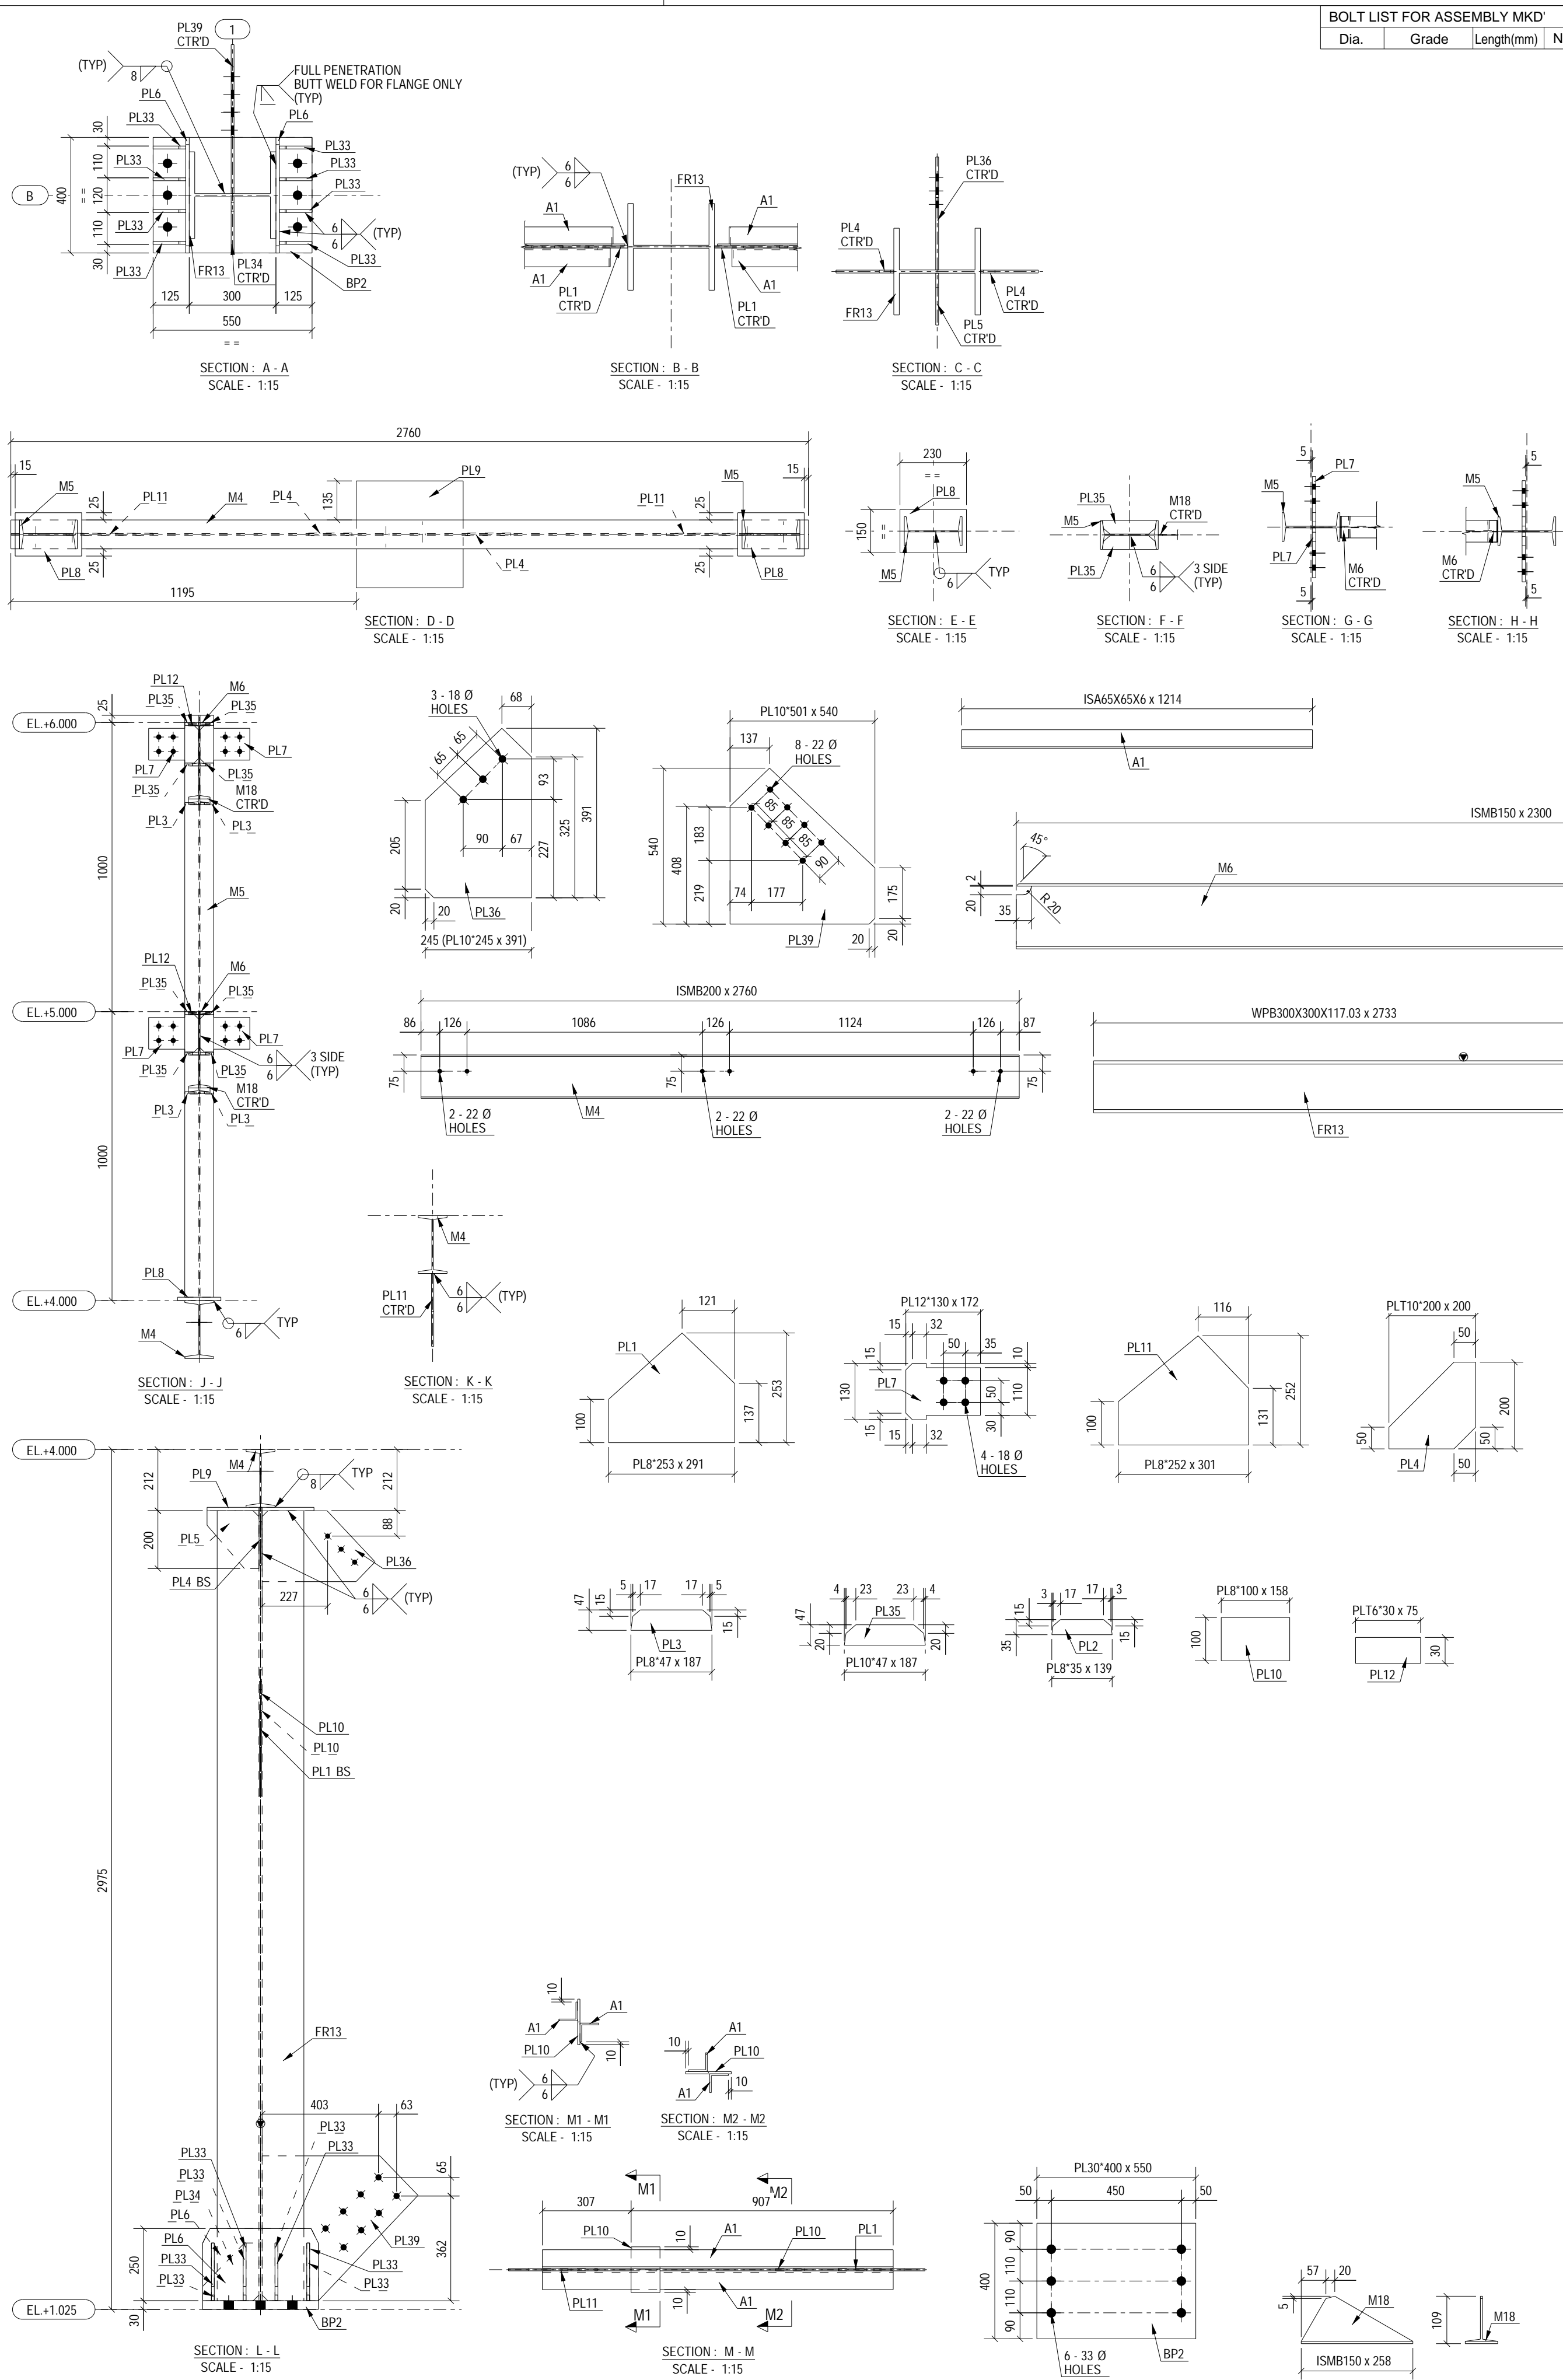 BOLT LIST FOR ASSEMBLY MKD'
Dia.
Grade
Length(mm)
N
PL39
CTR'D
1
(TYP)
8
FULL PENETRATION
BUTT WELD FOR FLANGE ONLY
(TYP)
PL6
PL6
PL33
PL33
PL33
PL33
PL33
PL33
PL33
PL33
B
400
=
30
110
120
110
30
6
6
(TYP)
FR13
PL34
CTR'D
BP2
125
300
125
550
= =
SECTION : A - A
SCALE - 1:15
(TYP)
6
6
FR13
A1
A1
A1
A1
PL1
CTR'D
PL1
CTR'D
SECTION : B - B
SCALE - 1:15
PL36
CTR'D
PL4
CTR'D
PL4
CTR'D
FR13
PL5
CTR'D
SECTION : C - C
SCALE - 1:15
2760
15
15
M5
25
PL11
M4
PL4
135
PL9
PL11
M5
25
PL8
25
PL4
25
PL8
1195
SECTION : D - D
SCALE - 1:15
230
= =
PL8
150
=
M5
6
TYP
SECTION : E - E
SCALE - 1:15
PL35
M18
CTR'D
M5
PL35
6
6
3 SIDE
(TYP)
SECTION : F - F
SCALE - 1:15
5
PL7
M5
PL7
M6
CTR'D
5
SECTION : G - G
SCALE - 1:15
5
M5
M6
CTR'D
5
SECTION : H - H
SCALE - 1:15
PL12
M6
PL35
PL35
25
EL.+6.000
PL7
PL7
PL35
PL35
M18
CTR'D
PL3
PL3
1000
M5
PL12
M6
PL35
PL35
EL.+5.000
PL7
PL7
6
6
3 SIDE
(TYP)
PL35
PL35
M18
CTR'D
PL3
PL3
1000
PL8
EL.+4.000
6
TYP
M4
SECTION : J - J
SCALE - 1:15
3 - 18 Ø
HOLES
68
65
65
93
391
325
227
205
90
67
20
20
PL36
245 (PL10*245 x 391)
PL10*501 x 540
137
8 - 22 Ø
HOLES
85
85
85
90
540
408
183
219
74
177
175
20
20
PL39
ISA65X65X6 x 1214
A1
ISMB150 x 2300
45°
2
20
35
R 20
M6
ISMB200 x 2760
86
126
1086
126
1124
126
87
75
75
75
2 - 22 Ø
HOLES
M4
2 - 22 Ø
HOLES
2 - 22 Ø
HOLES
WPB300X300X117.03 x 2733
FR13
M4
PL11
CTR'D
6
6
(TYP)
SECTION : K - K
SCALE - 1:15
121
PL1
253
137
100
PL8*253 x 291
PL12*130 x 172
15
32
50
35
15
10
130
PL7
50
110
30
15
15
32
4 - 18 Ø
HOLES
116
PL11
252
131
100
PL8*252 x 301
PLT10*200 x 200
50
200
50
50
PL4
50
EL.+4.000
M4
212
PL9
8
TYP
212
88
200
PL5
PL36
PL4 BS
6
6
(TYP)
227
PL10
PL10
PL1 BS
2975
FR13
403
63
PL33
PL33
PL33
PL33
PL34
PL6
PL6
PL33
PL33
PL33
PL33
PL39
65
362
250
EL.+1.025
30
BP2
SECTION : L - L
SCALE - 1:15
47
15
5
17
17
5
15
PL3
PL8*47 x 187
47
20
4
23
23
4
20
PL35
PL10*47 x 187
35
15
3
17
17
3
15
PL2
PL8*35 x 139
PL8*100 x 158
100
PL10
PLT6*30 x 75
30
PL12
10
A1
A1
PL10
10
(TYP)
6
6
SECTION : M1 - M1
SCALE - 1:15
10
A1
PL10
A1
10
SECTION : M2 - M2
SCALE - 1:15
M1
M2
307
907
PL10
10
A1
PL10
PL1
PL11
10
A1
M1
M2
SECTION : M - M
SCALE - 1:15
PL30*400 x 550
50
450
50
400
90
110
110
90
6 - 33 Ø
HOLES
BP2
57
20
5
M18
ISMB150 x 258
109
M18